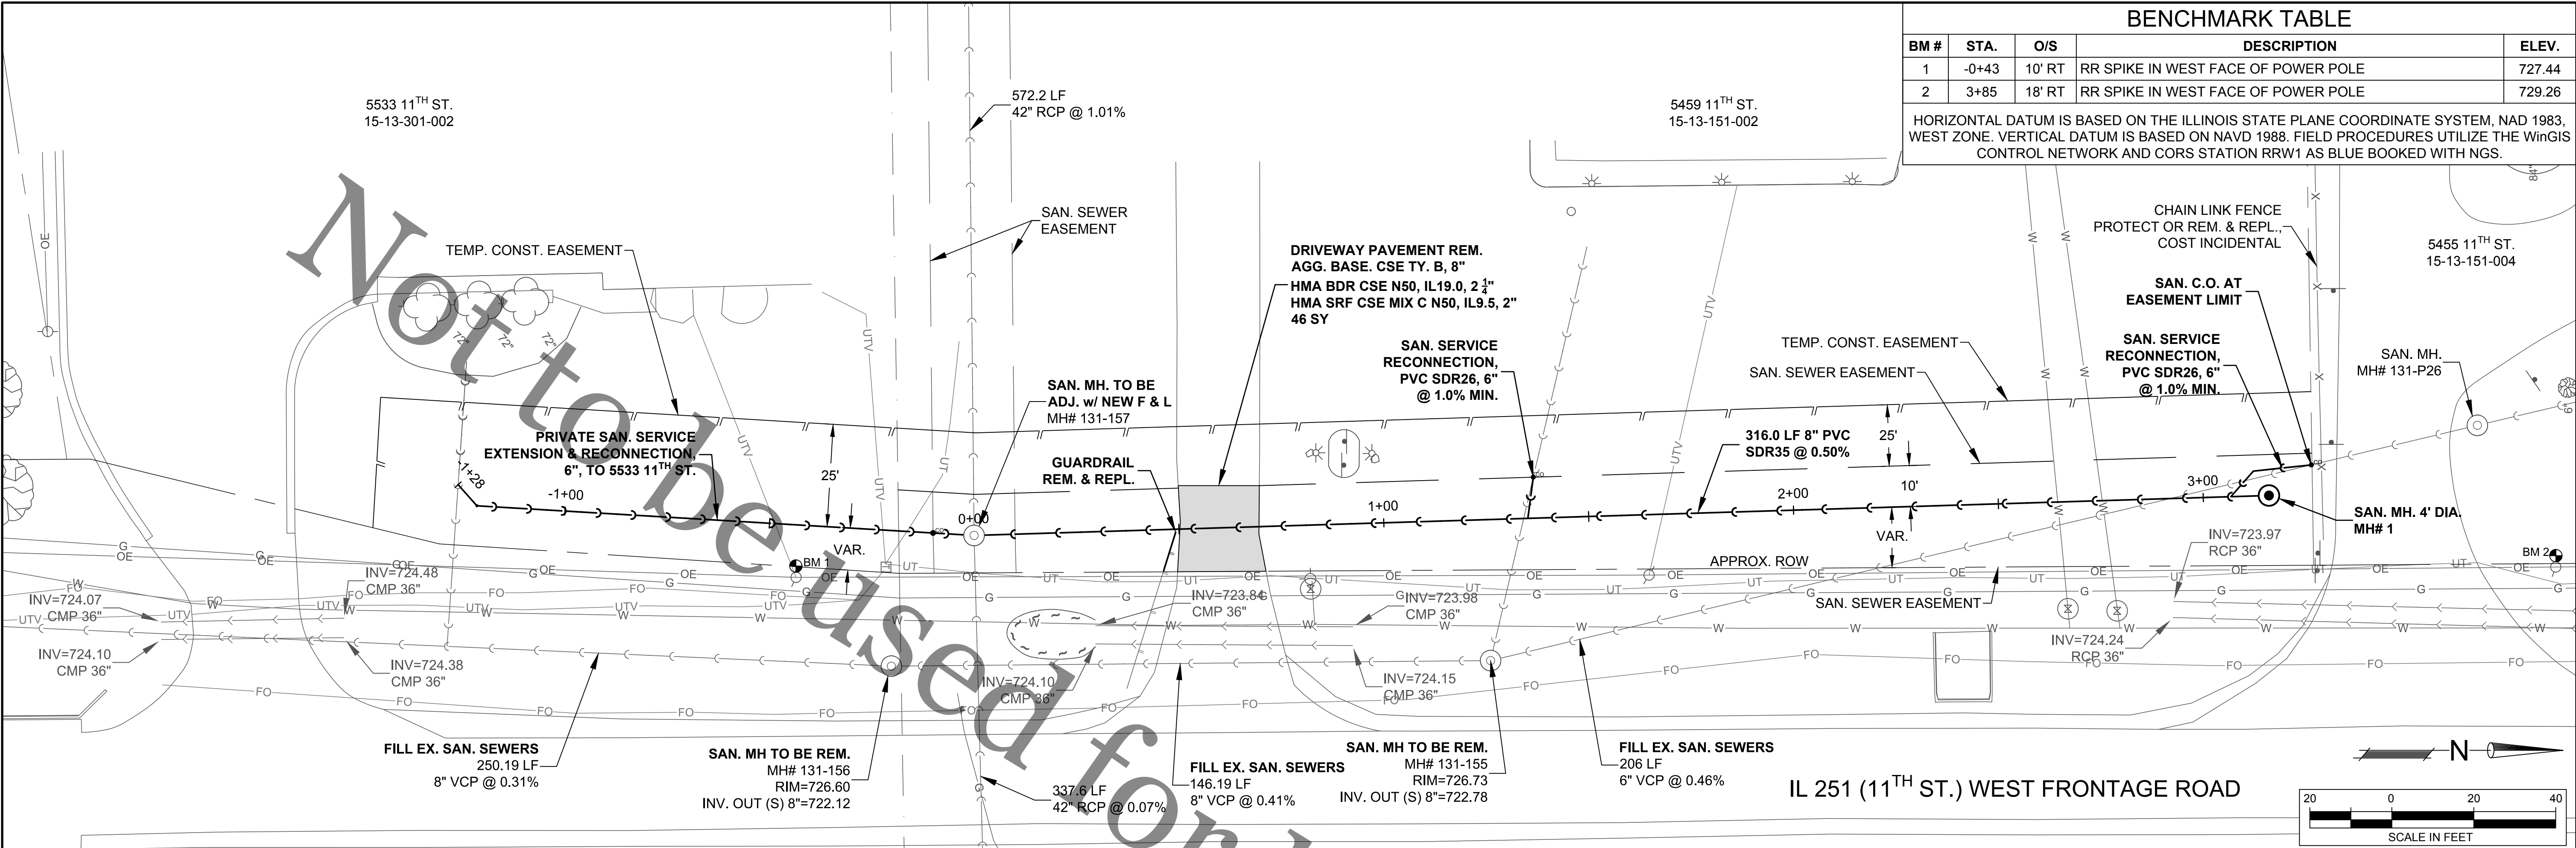 BENCHMARK TABLE
BM # STA. O/S DESCRIPTION ELEV.
1 -0+43 10' RT RR SPIKE IN WEST FACE OF POWER POLE 727.44
2 3+85 18' RT RR SPIKE IN WEST FACE OF POWER POLE 729.26
HORIZONTAL DATUM IS BASED ON THE ILLINOIS STATE PLANE COORDINATE SYSTEM, NAD 1983,
WEST ZONE. VERTICAL DATUM IS BASED ON NAVD 1988. FIELD PROCEDURES UTILIZE THE WinGIS
CONTROL NETWORK AND CORS STATION RRW1 AS BLUE BOOKED WITH NGS.
5533 11TH ST.
15-13-301-002
572.2 LF
42" RCP @ 1.01%
5459 11TH ST.
15-13-151-002
84"
SAN. SEWER
EASEMENT
TEMP. CONST. EASEMENT
DRIVEWAY PAVEMENT REM.
AGG. BASE. CSE TY. B, 8"
HMA BDR CSE N50, IL19.0, 2 1/4"
HMA SRF CSE MIX C N50, IL9.5, 2"
46 SY
CHAIN LINK FENCE
PROTECT OR REM. & REPL.,
COST INCIDENTAL
5455 11TH ST.
15-13-151-004
SAN. C.O. AT
EASEMENT LIMIT
72"
72"
72"
SAN. SERVICE
RECONNECTION,
PVC SDR26, 6"
@ 1.0% MIN.
TEMP. CONST. EASEMENT
SAN. SEWER EASEMENT
SAN. SERVICE
RECONNECTION,
PVC SDR26, 6"
@ 1.0% MIN.
SAN. MH.
MH# 131-P26
SAN. MH. TO BE
ADJ. w/ NEW F & L
MH# 131-157
PRIVATE SAN. SERVICE
EXTENSION & RECONNECTION,
6", TO 5533 11TH ST.
25'
GUARDRAIL
REM. & REPL.
316.0 LF 8" PVC
SDR35 @ 0.50%
25'
10'
-1+28
-1+00
0+00
1+00
2+00
3+00
SAN. MH. 4' DIA.
MH# 1
VAR.
VAR.
BM 1
BM 2
APPROX. ROW
SAN. SEWER EASEMENT
INV=724.48
CMP 36"
INV=724.07
CMP 36"
INV=724.10
CMP 36"
INV=724.38
CMP 36"
INV=723.84
CMP 36"
INV=723.98
CMP 36"
INV=724.10
CMP 36"
INV=724.15
CMP 36"
INV=723.97
RCP 36"
INV=724.24
RCP 36"
FILL EX. SAN. SEWERS
250.19 LF
8" VCP @ 0.31%
SAN. MH TO BE REM.
MH# 131-156
RIM=726.60
INV. OUT (S) 8"=722.12
337.6 LF
42" RCP @ 0.07%
FILL EX. SAN. SEWERS
146.19 LF
8" VCP @ 0.41%
SAN. MH TO BE REM.
MH# 131-155
RIM=726.73
INV. OUT (S) 8"=722.78
FILL EX. SAN. SEWERS
206 LF
6" VCP @ 0.46%
IL 251 (11TH ST.) WEST FRONTAGE ROAD
N
20 0 20 40
SCALE IN FEET
Not to be used for